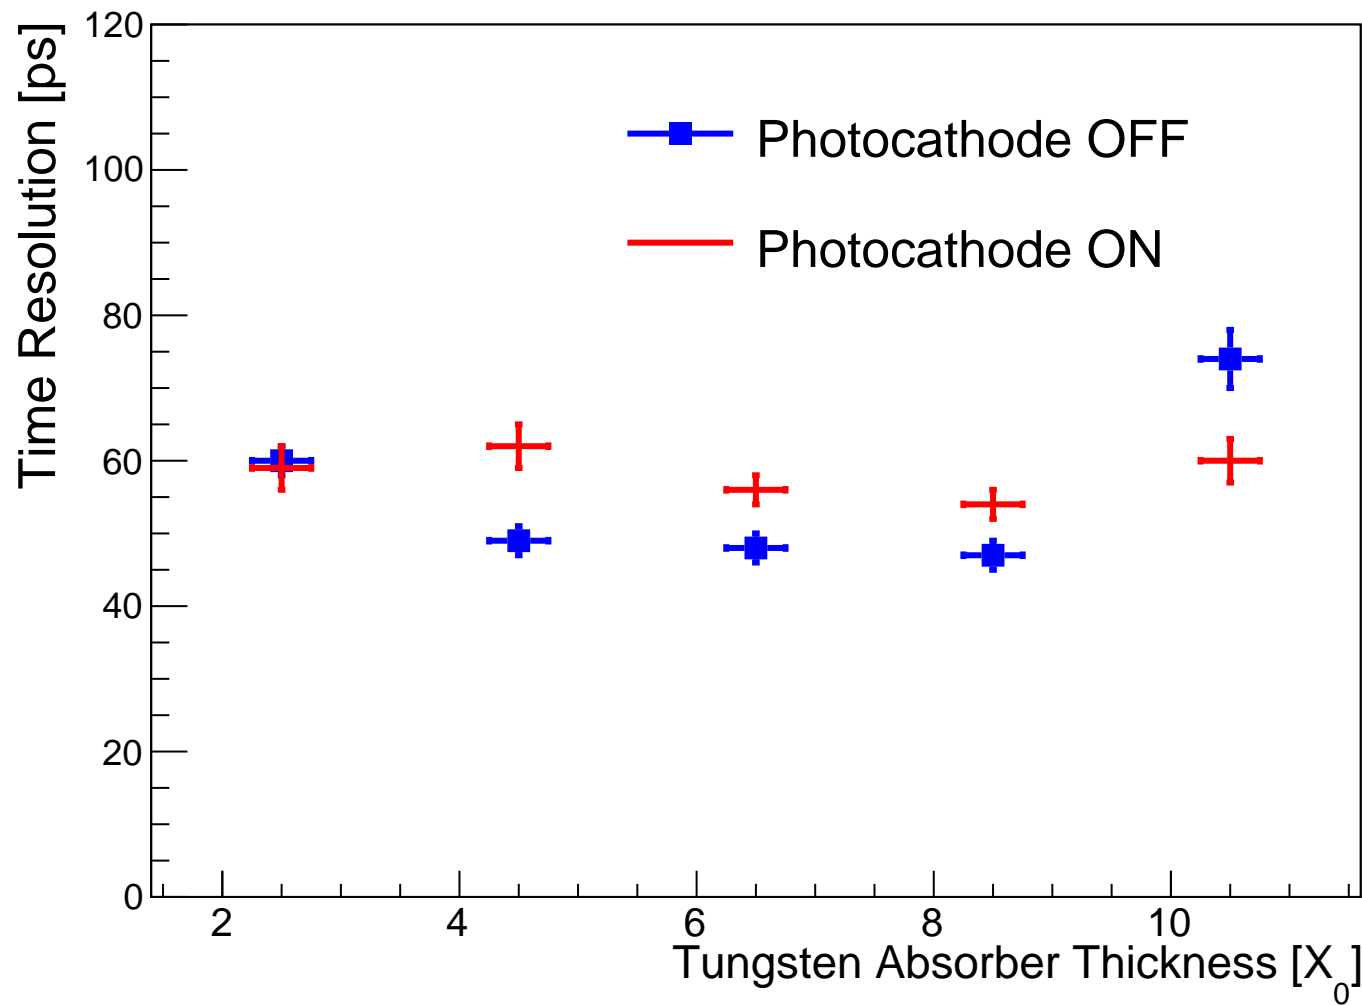 Time Resolution [ps]
120
100
80
60
40
20
0
Photocathode OFF
Photocathode ON
2 4 6 8 10
Tungsten Absorber Thickness [X0]